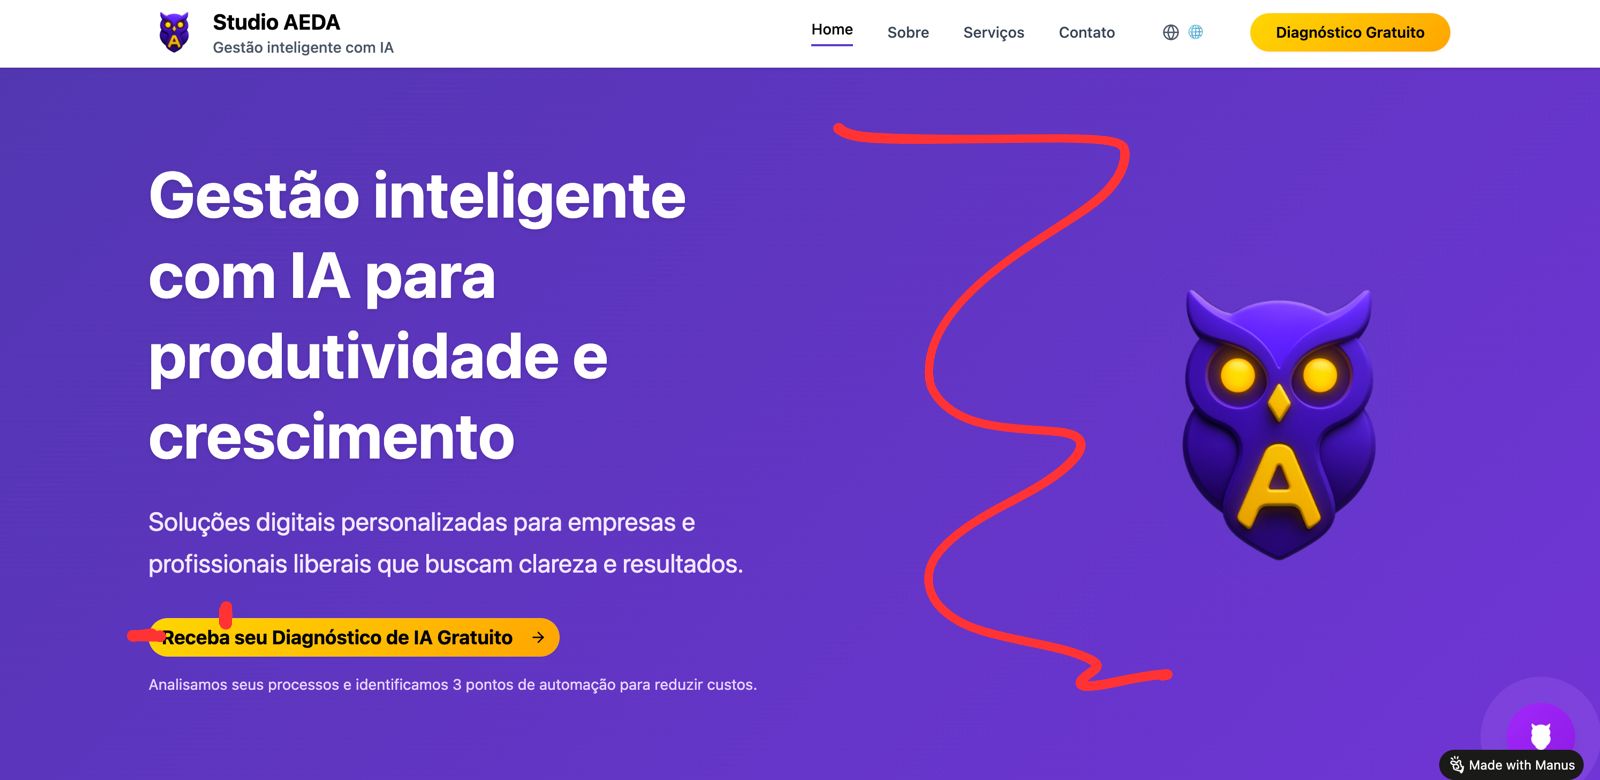 Studio AEDA
Gestão inteligente com IA
Home
Sobre
Serviços
Contato
Diagnóstico Gratuito
Gestão inteligente
com IA para
produtividade e
crescimento
Soluções digitais personalizadas para empresas e
profissionais liberais que buscam clareza e resultados.
Receba seu Diagnóstico de IA Gratuito →
Analisamos seus processos e identificamos 3 pontos de automação para reduzir custos.
A
Made with Manus